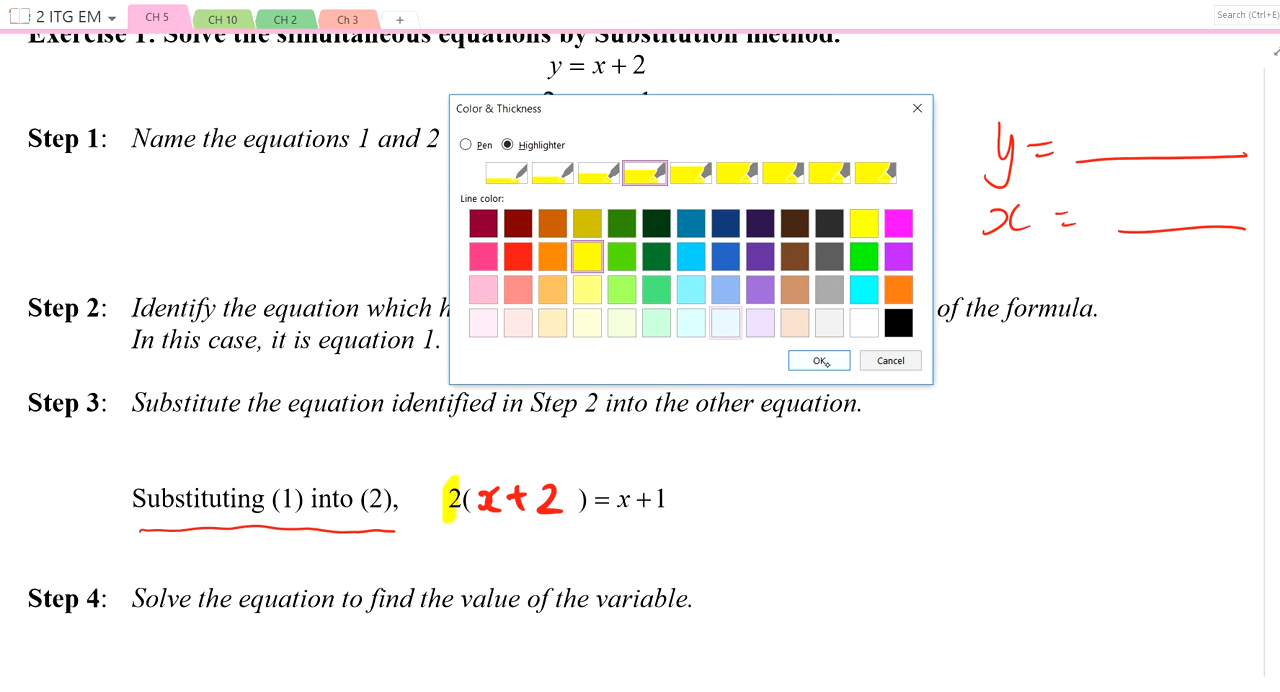 2 ITG EM
CH 5
CH 10
CH 2
Ch 3
+
Search (Ctrl+E)
Exercise 1: Solve the simultaneous equations by Substitution method.
y = x + 2
Color & Thickness
Step 1: Name the equations 1 and 2
Pen
Highlighter
Line color:
y =
x =
Step 2: Identify the equation which of the formula.
In this case, it is equation 1.
OK
Cancel
Step 3: Substitute the equation identified in Step 2 into the other equation.
Substituting (1) into (2), 2( x + 2 ) = x + 1
Step 4: Solve the equation to find the value of the variable.